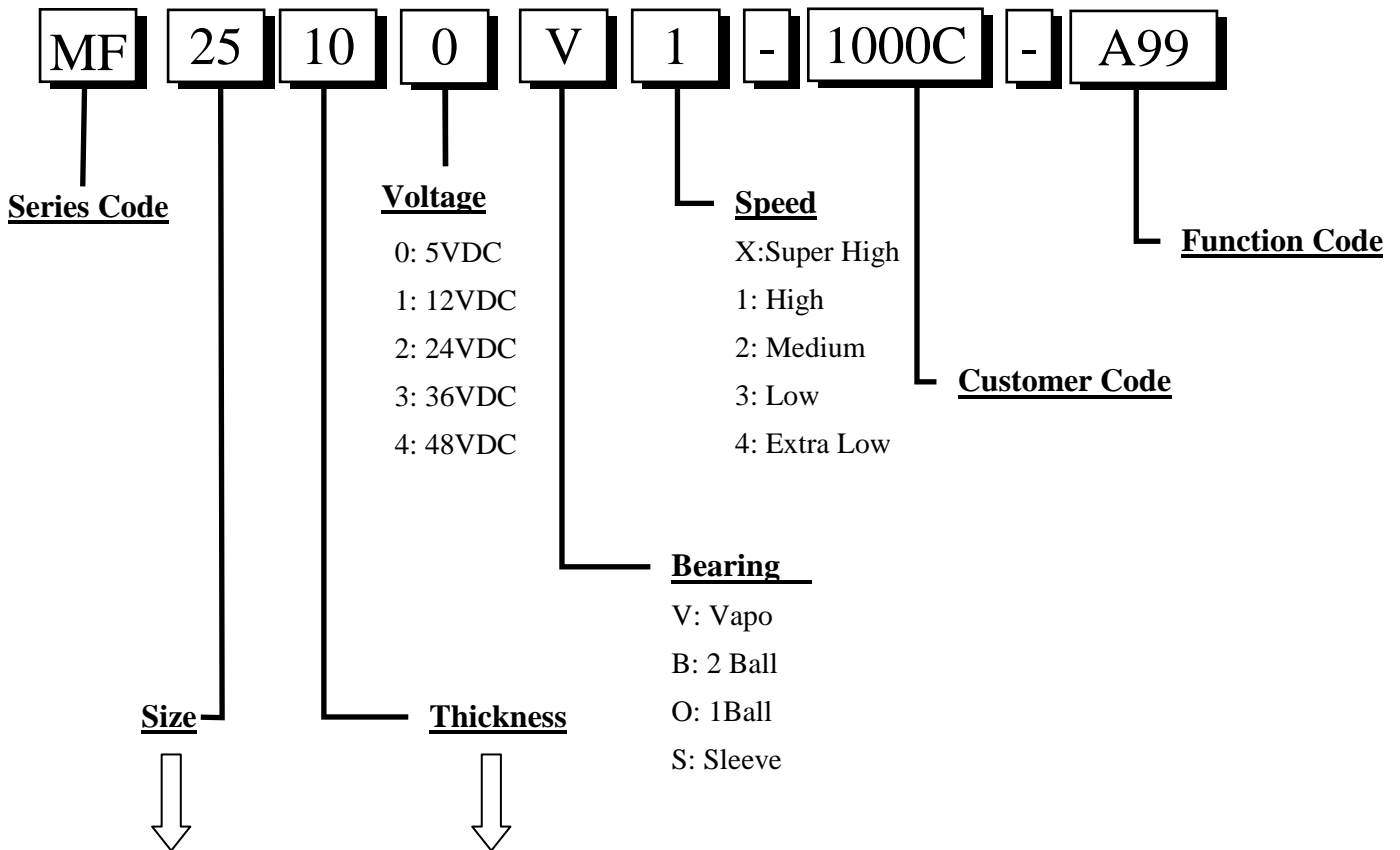 MF 25 10 0 V 1 - 1000C - A99
Series Code
Voltage
0: 5VDC
1: 12VDC
2: 24VDC
3: 36VDC
4: 48VDC
Speed
X:Super High
1: High
2: Medium
3: Low
4: Extra Low
Function Code
Customer Code
Bearing
V: Vapo
B: 2 Ball
O: 1Ball
S: Sleeve
Size
Thickness